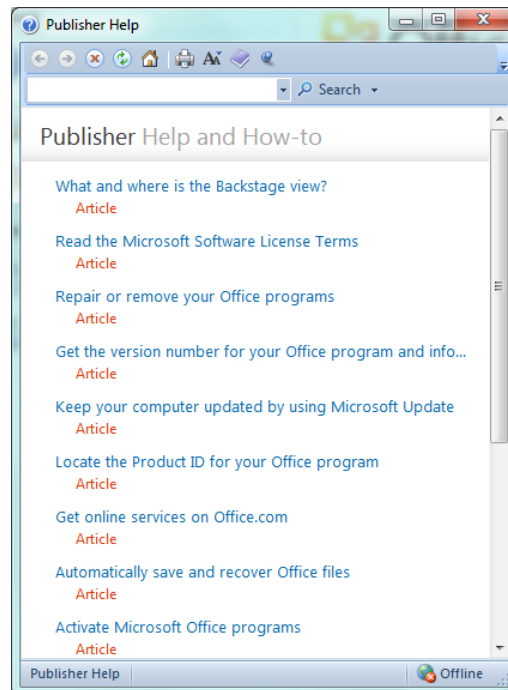 Publisher Help
Search
Publisher Help and How-to
What and where is the Backstage view?
Article
Read the Microsoft Software License Terms
Article
Repair or remove your Office programs
Article
Get the version number for your Office program and info...
Article
Keep your computer updated by using Microsoft Update
Article
Locate the Product ID for your Office program
Article
Get online services on Office.com
Article
Automatically save and recover Office files
Article
Activate Microsoft Office programs
Article
Publisher Help
Offline